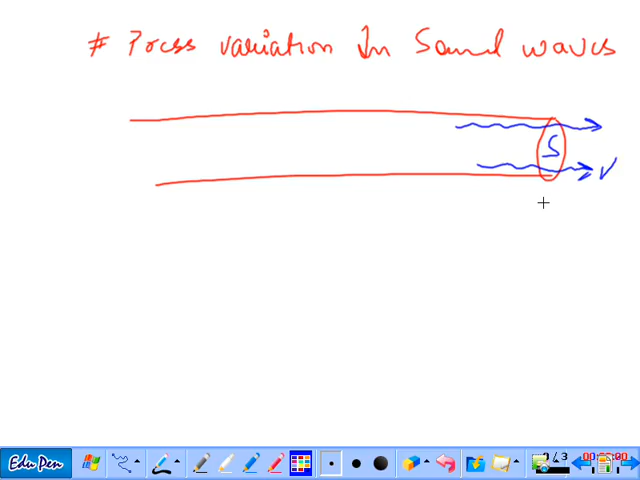 # Press variation In Sound waves
S
V
Edu Pen